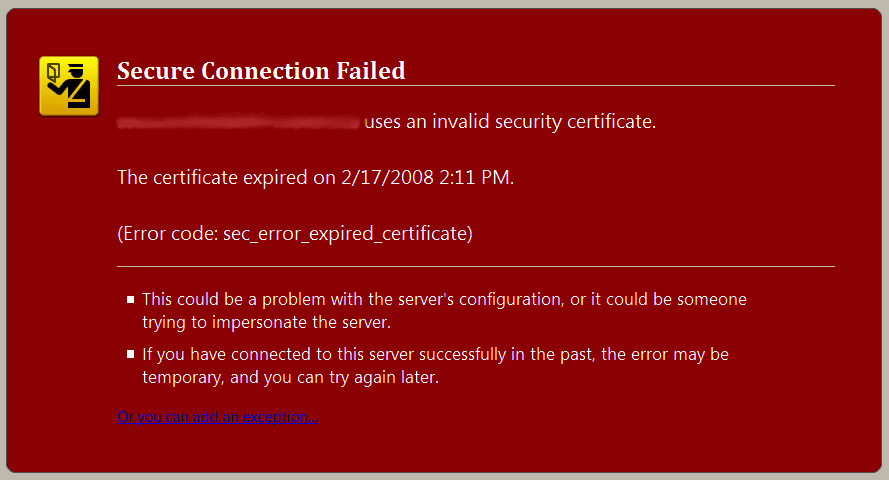 Secure Connection Failed
uses an invalid security certificate.
The certificate expired on 2/17/2008 2:11 PM.
(Error code: sec_error_expired_certificate)
This could be a problem with the server's configuration, or it could be someone
trying to impersonate the server.
If you have connected to this server successfully in the past, the error may be
temporary, and you can try again later.
Or you can add an exception...